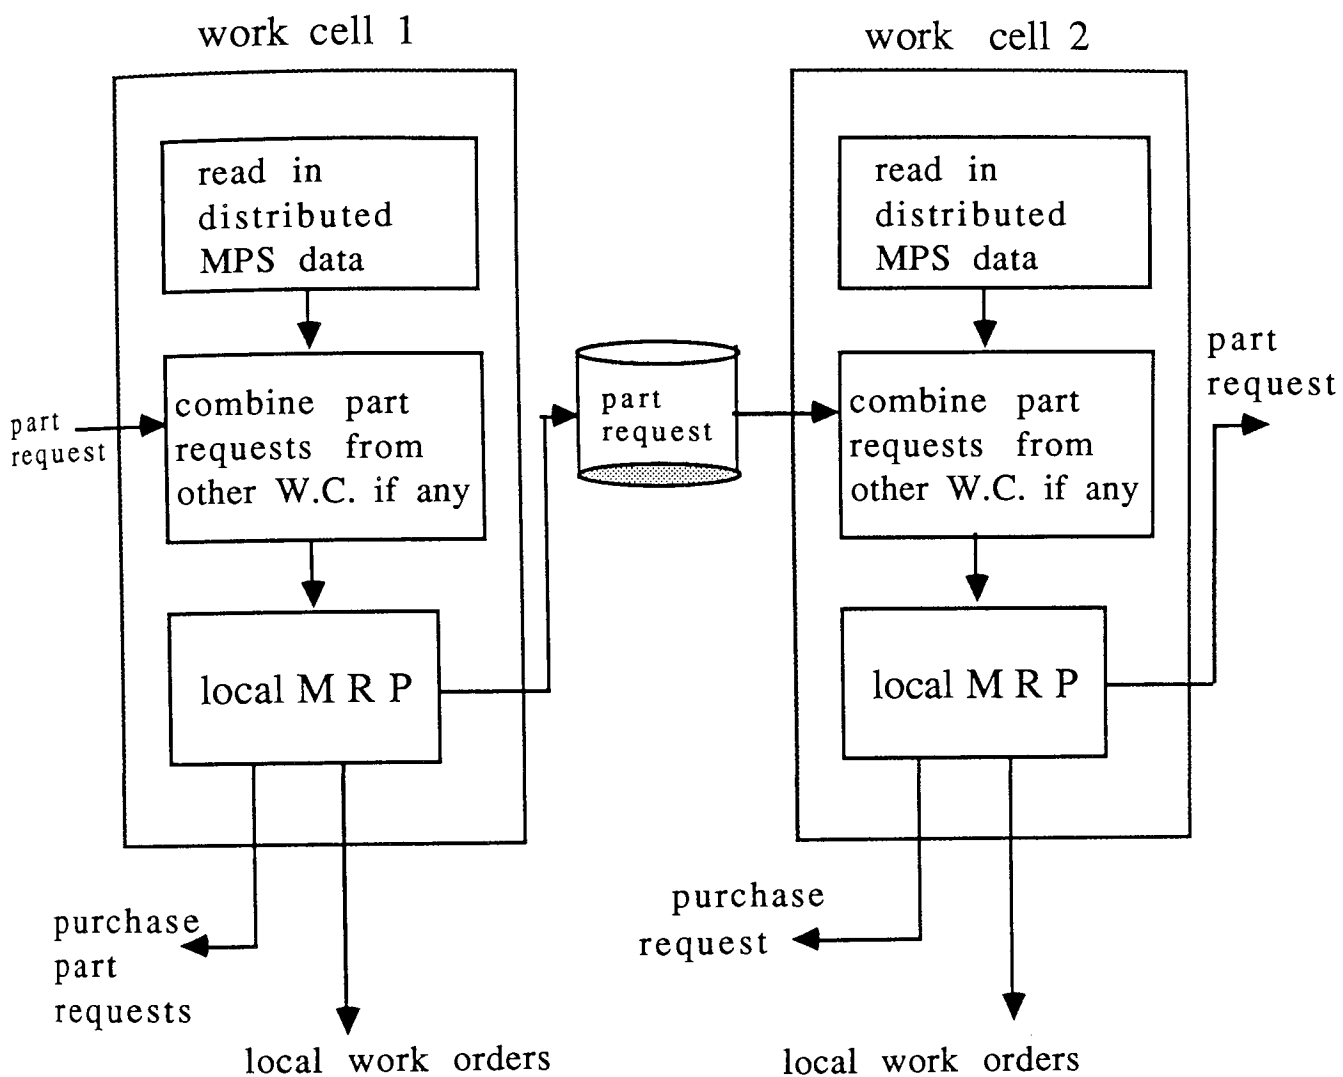 work cell 1
work cell 2
read in
distributed
MPS data
read in
distributed
MPS data
part
request
combine part
requests from
other W.C. if any
part
request
combine part
requests from
other W.C. if any
part
request
local M R P
local M R P
purchase
part
requests
purchase
request
local work orders
local work orders